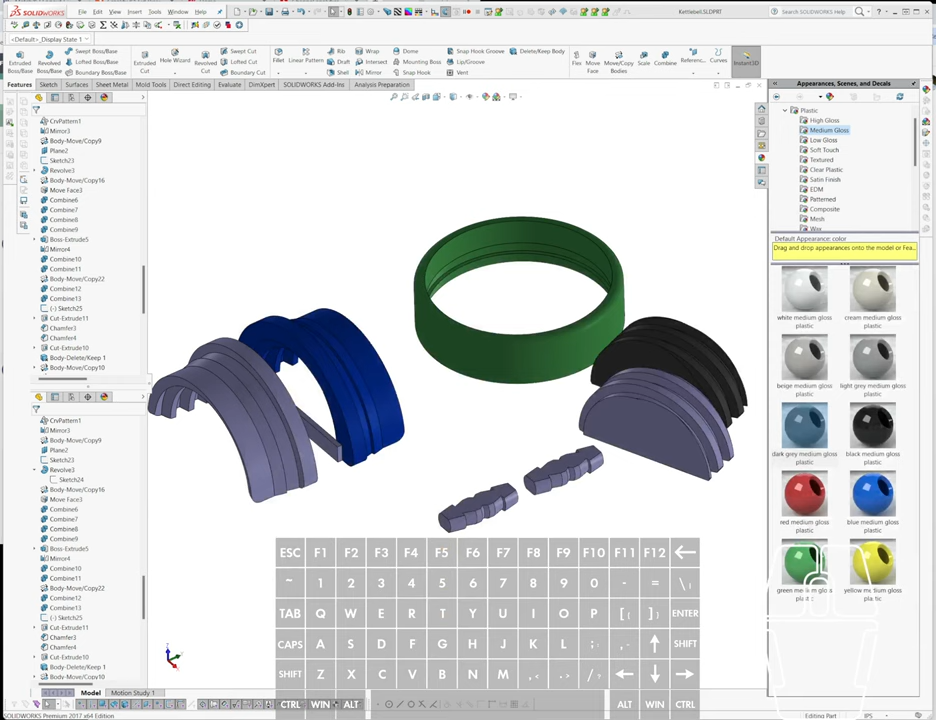 SOLIDWORKS File Edit View Insert Tools Window Help Kettlebell.SLDPRT Search SOLIDWORKS Help
<Default>_Display State 1
Extruded Boss/Base Revolved Boss/Base Swept Boss/Base Lofted Boss/Base Boundary Boss/Base Extruded Cut Hole Wizard Revolved Cut Swept Cut Lofted Cut Boundary Cut Fillet Linear Pattern Rib Draft Shell Wrap Intersect Mirror Dome Mounting Boss Snap Hook Snap Hook Groove Lip/Groove Vent Delete/Keep Body Flex Move Face Move/Copy Bodies Scale Combine Referenc... Curves Instant3D
Features Sketch Surfaces Sheet Metal Mold Tools Direct Editing Evaluate DimXpert SOLIDWORKS Add-Ins Analysis Preparation
CrvPattern1
Mirror3
Body-Move/Copy9
Plane2
Sketch23
Revolve3
Body-Move/Copy16
Move Face3
Combine6
Combine7
Combine8
Combine9
Boss-Extrude5
Mirror4
Combine10
Combine11
Body-Move/Copy22
Combine12
Combine13
(-) Sketch25
Cut-Extrude11
Chamfer3
Chamfer4
Cut-Extrude10
Body-Delete/Keep 1
Body-Move/Copy10
CrvPattern1
Mirror3
Body-Move/Copy9
Plane2
Sketch23
Revolve3
Sketch24
Body-Move/Copy16
Move Face3
Combine6
Combine7
Combine8
Combine9
Boss-Extrude5
Mirror4
Combine10
Combine11
Body-Move/Copy22
Combine12
Combine13
(-) Sketch25
Cut-Extrude11
Chamfer3
Chamfer4
Cut-Extrude10
Body-Delete/Keep 1
Body-Move/Copy10
Appearances, Scenes, and Decals
Plastic
High Gloss
Medium Gloss
Low Gloss
Soft Touch
Textured
Clear Plastic
Satin Finish
EDM
Patterned
Composite
Mesh
Wax
Default Appearance: color
Drag and drop appearances onto the model or Fea...
white medium gloss plastic
cream medium gloss plastic
beige medium gloss plastic
light grey medium gloss plastic
dark grey medium gloss plastic
black medium gloss plastic
red medium gloss plastic
blue medium gloss plastic
green medium gloss plastic
yellow medium gloss plastic
ESC F1 F2 F3 F4 F5 F6 F7 F8 F9 F10 F11 F12 ←
~ 1 2 3 4 5 6 7 8 9 0 - = \|
TAB Q W E R T Y U I O P [{ ]} ENTER
CAPS A S D F G H J K L ; , . ↑ SHIFT
SHIFT Z X C V B N M , < . > / ? ← ↓ →
CTRL WIN ALT ALT WIN CTRL
Model Motion Study 1
SOLIDWORKS Premium 2017 x64 Edition Editing Part MMGS